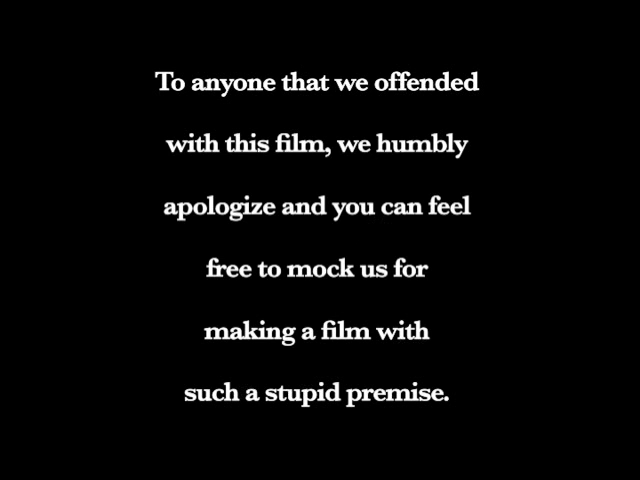 To anyone that we offended
with this film, we humbly
apologize and you can feel
free to mock us for
making a film with
such a stupid premise.